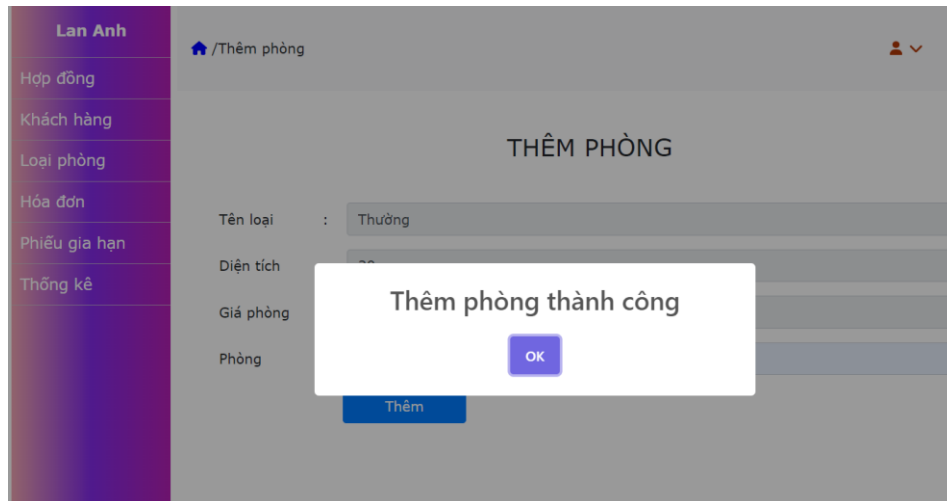 Lan Anh
Hợp đồng
Khách hàng
Loại phòng
Hóa đơn
Phiếu gia hạn
Thống kê
/Thêm phòng
THÊM PHÒNG
Tên loại : Thường
Diện tích
Giá phòng
Phòng
Thêm phòng thành công
OK
Thêm